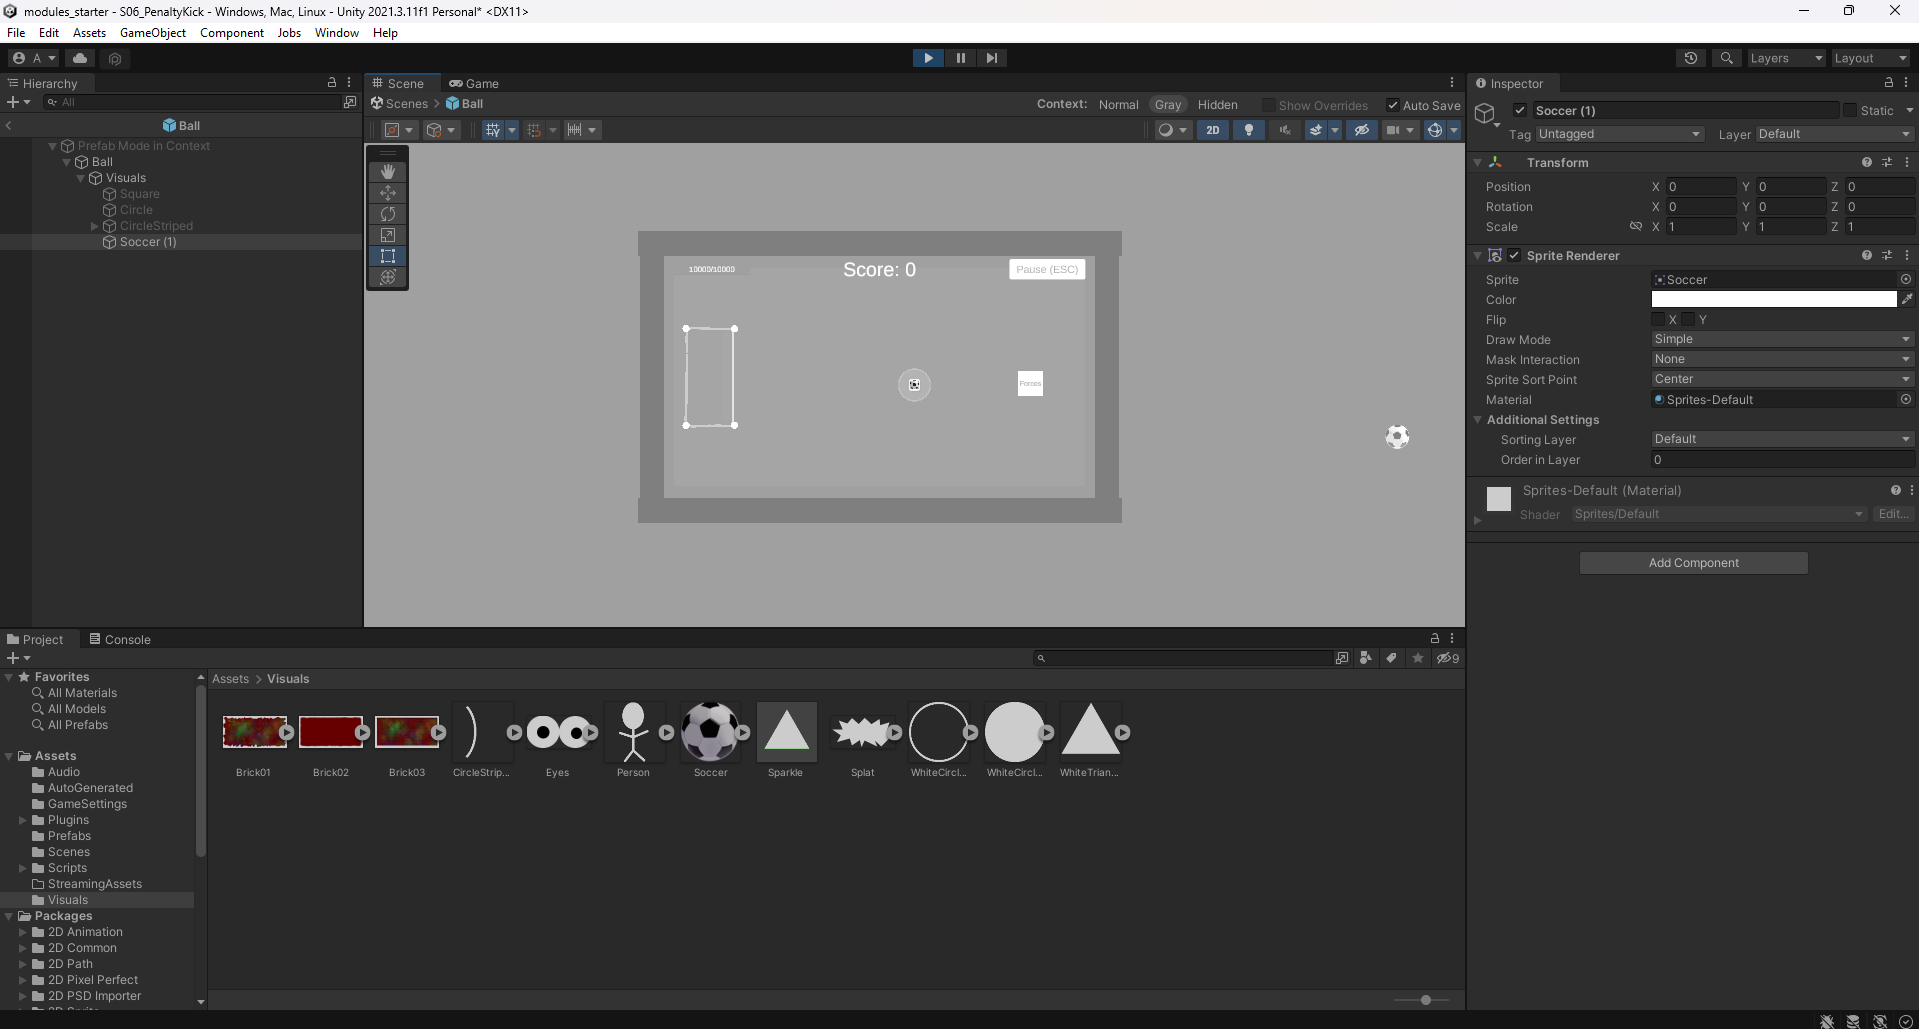 modules_starter - S06_PenaltyKick - Windows, Mac, Linux - Unity 2021.3.11f1 Personal* <DX11>
File Edit Assets GameObject Component Jobs Window Help
A Layers Layout
Hierarchy
All
Ball
Prefab Mode in Context
Ball
Visuals
Square
Circle
CircleStriped
Soccer (1)
Scene Game
Scenes > Ball Context: Normal Gray Hidden Show Overrides Auto Save
2D
10000/10000 Score: 0 Pause (ESC)
Forces
Inspector
Soccer (1) Static
Tag Untagged Layer Default
Transform
Position X 0 Y 0 Z 0
Rotation X 0 Y 0 Z 0
Scale X 1 Y 1 Z 1
Sprite Renderer
Sprite Soccer
Color
Flip X Y
Draw Mode Simple
Mask Interaction None
Sprite Sort Point Center
Material Sprites-Default
Additional Settings
Sorting Layer Default
Order in Layer 0
Sprites-Default (Material)
Shader Sprites/Default Edit...
Add Component
Project Console
9
Favorites
All Materials
All Models
All Prefabs
Assets
Audio
AutoGenerated
GameSettings
Plugins
Prefabs
Scenes
Scripts
StreamingAssets
Visuals
Packages
2D Animation
2D Common
2D Path
2D Pixel Perfect
2D PSD Importer
Assets > Visuals
Brick01 Brick02 Brick03 CircleStrip... Eyes Person Soccer Sparkle Splat WhiteCircl... WhiteCircl... WhiteTrian...